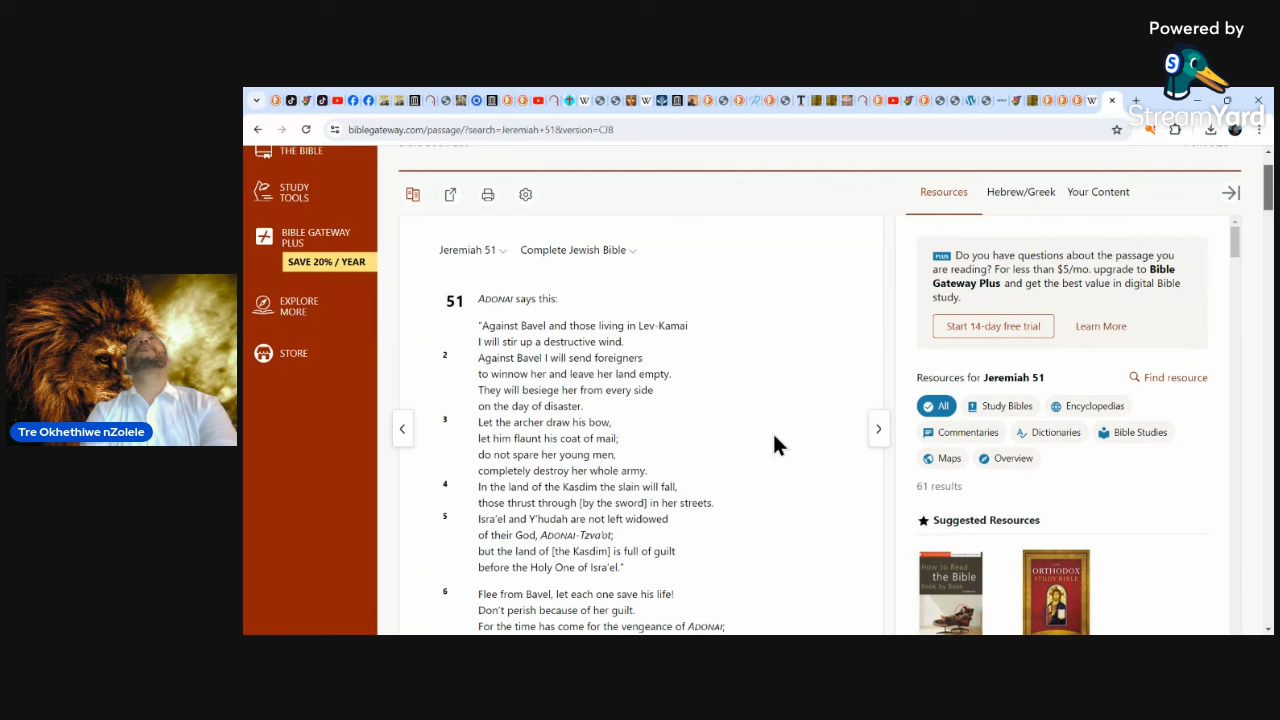 Powered by
S
StreamYard
biblegateway.com/passage/?search=Jeremiah+51&version=CJB
THE BIBLE
STUDY
TOOLS
BIBLE GATEWAY
PLUS
SAVE 20% / YEAR
EXPLORE
MORE
STORE
Resources
Hebrew/Greek
Your Content
Jeremiah 51
Complete Jewish Bible
51 ADONAI says this:
"Against Bavel and those living in Lev-Kamai
I will stir up a destructive wind.
2 Against Bavel I will send foreigners
to winnow her and leave her land empty.
They will besiege her from every side
on the day of disaster.
3 Let the archer draw his bow,
let him flaunt his coat of mail;
do not spare her young men,
completely destroy her whole army.
4 In the land of the Kasdim the slain will fall,
those thrust through [by the sword] in her streets.
5 Isra'el and Y'hudah are not left widowed
of their God, ADONAI-Tzva'ot;
but the land of [the Kasdim] is full of guilt
before the Holy One of Isra'el."
6 Flee from Bavel, let each one save his life!
Don't perish because of her guilt.
For the time has come for the vengeance of ADONAI;
PLUS Do you have questions about the passage you
are reading? For less than $5/mo. upgrade to Bible
Gateway Plus and get the best value in digital Bible
study.
Start 14-day free trial
Learn More
Resources for Jeremiah 51
Find resource
All
Study Bibles
Encyclopedias
Commentaries
Dictionaries
Bible Studies
Maps
Overview
61 results
Suggested Resources
How to Read
the Bible
Book by Book
THE
ORTHODOX
STUDY BIBLE
Tre Okhethiwe nZolele